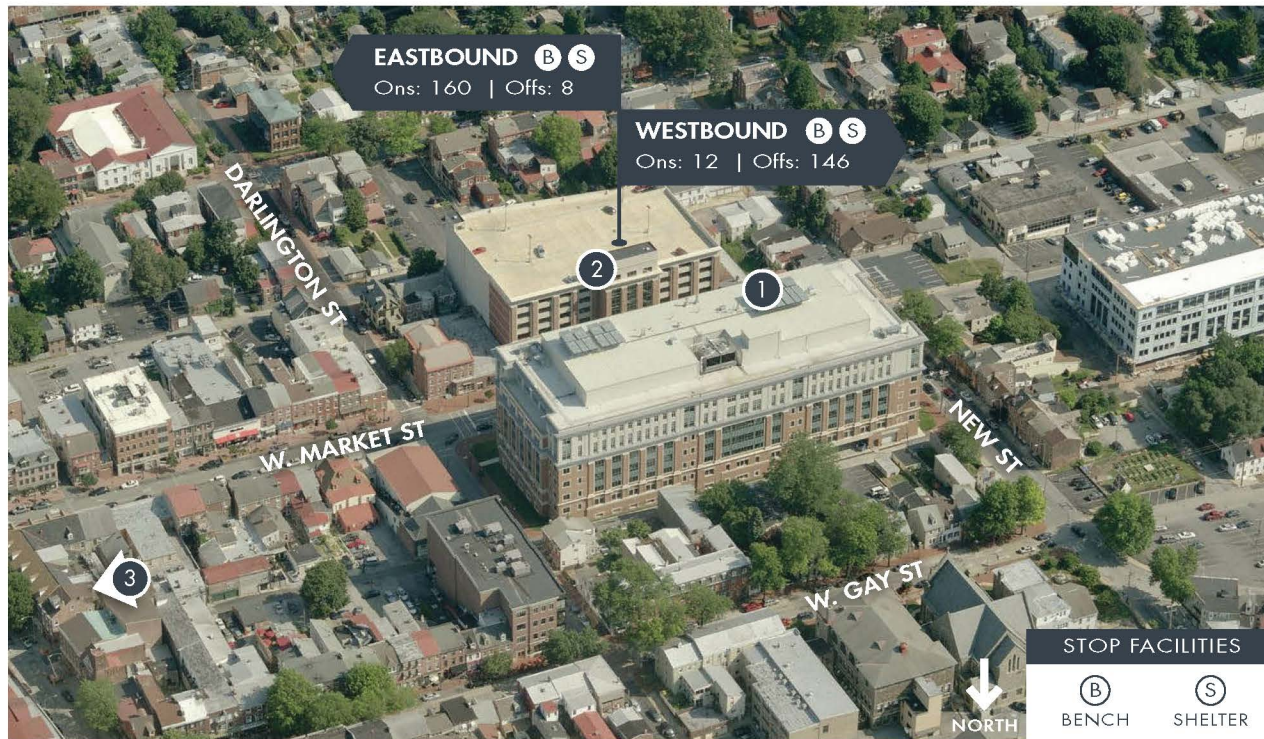 EASTBOUND B S
Ons: 160 | Offs: 8
WESTBOUND B S
Ons: 12 | Offs: 146
DARLINGTON ST
2
1
W. MARKET ST
NEW ST
3
W. GAY ST
NORTH
STOP FACILITIES
B S
BENCH SHELTER